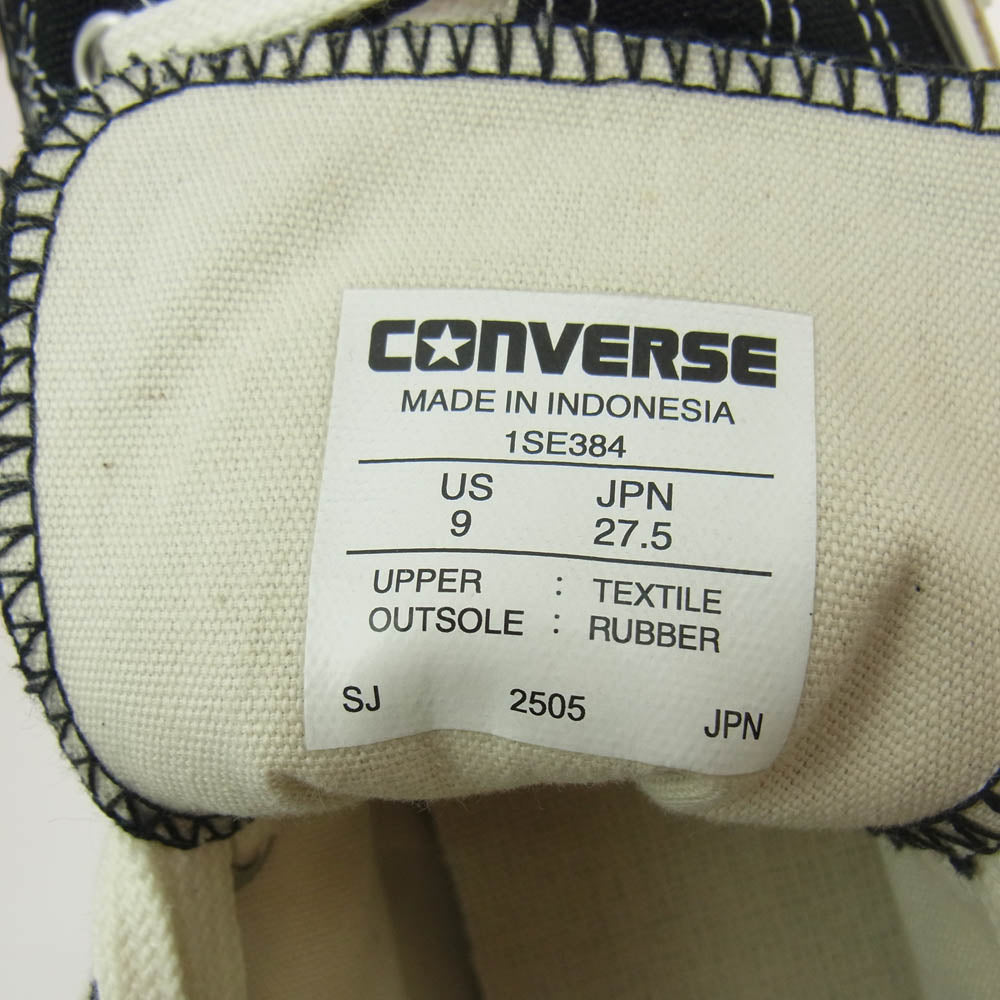 CONVERSE
MADE IN INDONESIA
1SE384
US JPN
9 27.5
UPPER : TEXTILE
OUTSOLE : RUBBER
SJ 2505 JPN